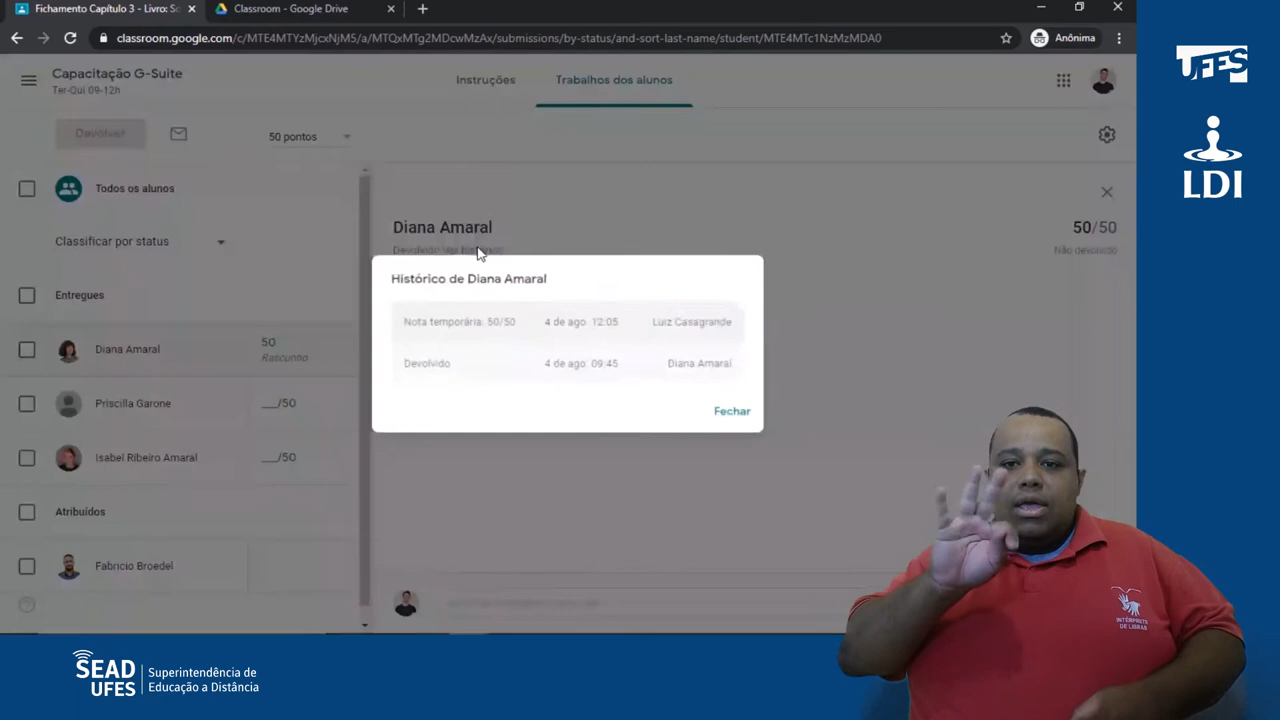 Fichamento Capítulo 3 - Livro: So
Classroom - Google Drive
classroom.google.com/c/MTE4MTYzMjcxNjM5/a/MTQxMTg2MDcwMzAx/submissions/by-status/and-sort-last-name/student/MTE4MTc1NzMzMDA0
Anônima
Capacitação G-Suite
Ter-Qui 09-12h
Instruções
Trabalhos dos alunos
Devolver
50 pontos
Todos os alunos
Classificar por status
Entregues
Diana Amaral
50
Rascunho
Priscilla Garone
___/50
Isabel Ribeiro Amaral
___/50
Atribuídos
Fabricio Broedel
Diana Amaral
50/50
Devolvido
Não devolvido
Histórico de Diana Amaral
Nota temporária: 50/50 4 de ago. 12:05 Luiz Casagrande
Devolvido 4 de ago. 09:45 Diana Amaral
Fechar
UFES
LDI
INTÉRPRETE
DE LIBRAS
SEAD
UFES
Superintendência de
Educação a Distância